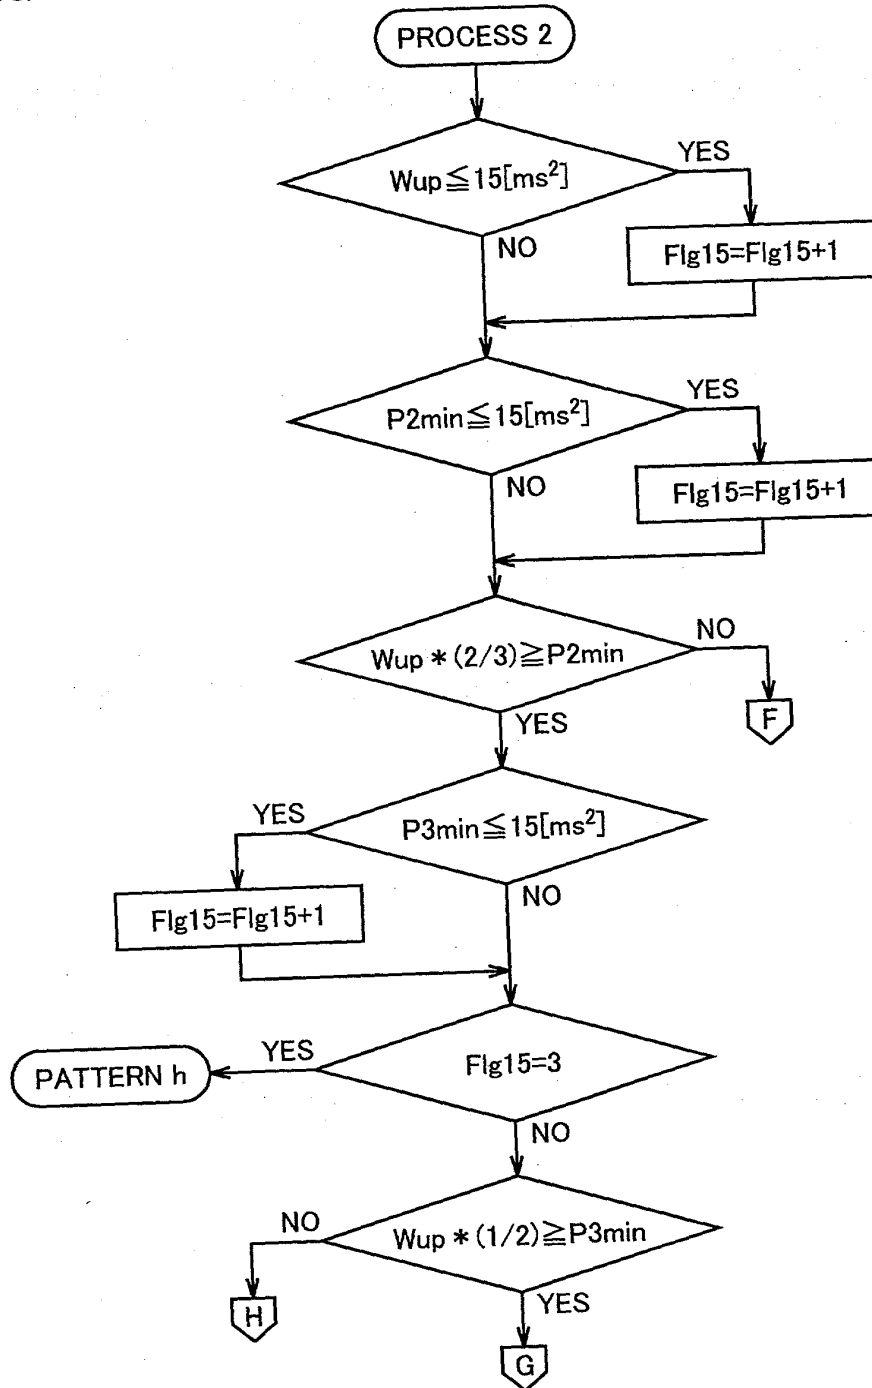 PROCESS 2
Wup≦15[ms²]
YES
NO
Flg15=Flg15+1
P2min≦15[ms²]
YES
NO
Flg15=Flg15+1
Wup*(2/3)≧P2min
NO
F
YES
P3min≦15[ms²]
YES
NO
Flg15=Flg15+1
Flg15=3
YES
PATTERN h
NO
Wup*(1/2)≧P3min
NO
H
YES
G